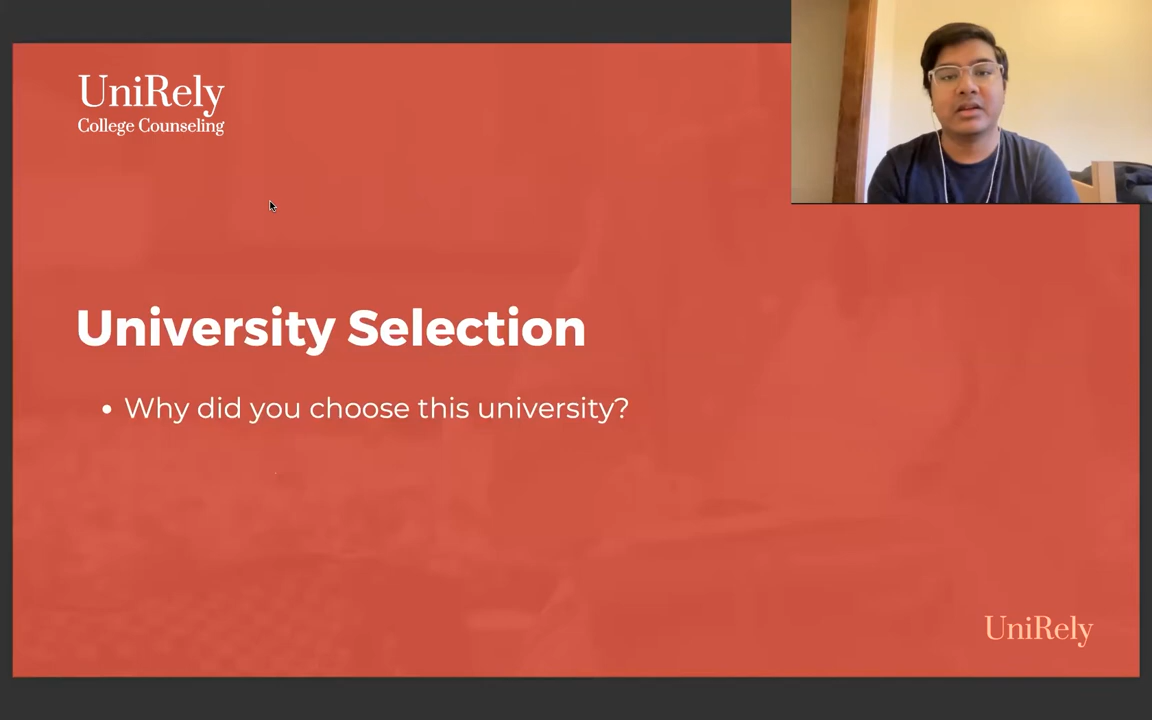 UniRely
College Counseling
University Selection
• Why did you choose this university?
UniRely